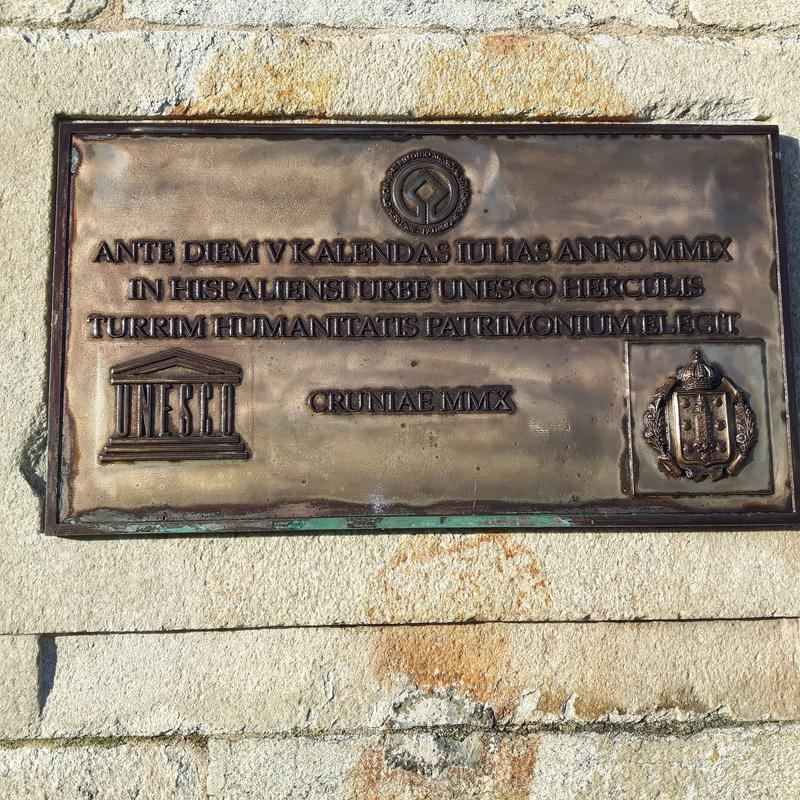 ANTE DIEM V KALENDAS IULIAS ANNO MMIX
IN HISPALIENSI URBE UNESCO HERCULIS
TURRIM HUMANITATIS PATRIMONIUM ELEGIT
UNESCO
CRUNIAE MMX